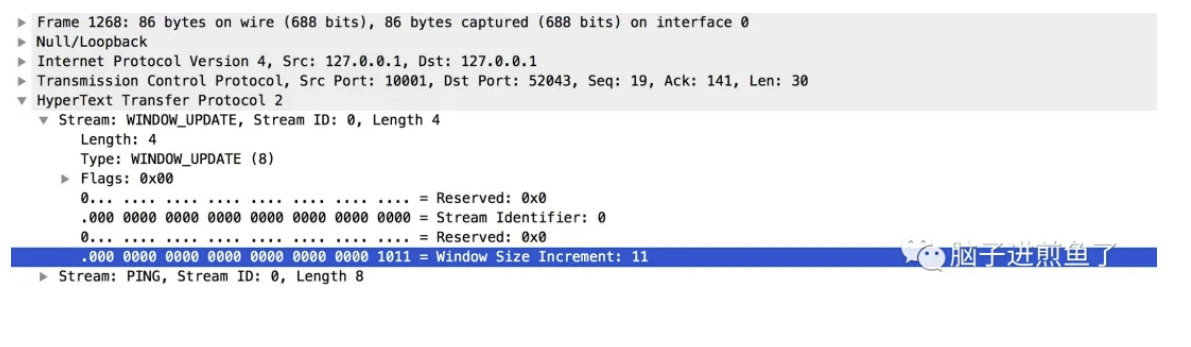 Frame 1268: 86 bytes on wire (688 bits), 86 bytes captured (688 bits) on interface 0
Null/Loopback
Internet Protocol Version 4, Src: 127.0.0.1, Dst: 127.0.0.1
Transmission Control Protocol, Src Port: 10001, Dst Port: 52043, Seq: 19, Ack: 141, Len: 30
HyperText Transfer Protocol 2
Stream: WINDOW_UPDATE, Stream ID: 0, Length 4
Length: 4
Type: WINDOW_UPDATE (8)
Flags: 0x00
0... .... .... .... .... .... .... .... = Reserved: 0x0
.000 0000 0000 0000 0000 0000 0000 0000 = Stream Identifier: 0
0... .... .... .... .... .... .... .... = Reserved: 0x0
.000 0000 0000 0000 0000 0000 0000 1011 = Window Size Increment: 11
脑子进煎鱼了
Stream: PING, Stream ID: 0, Length 8